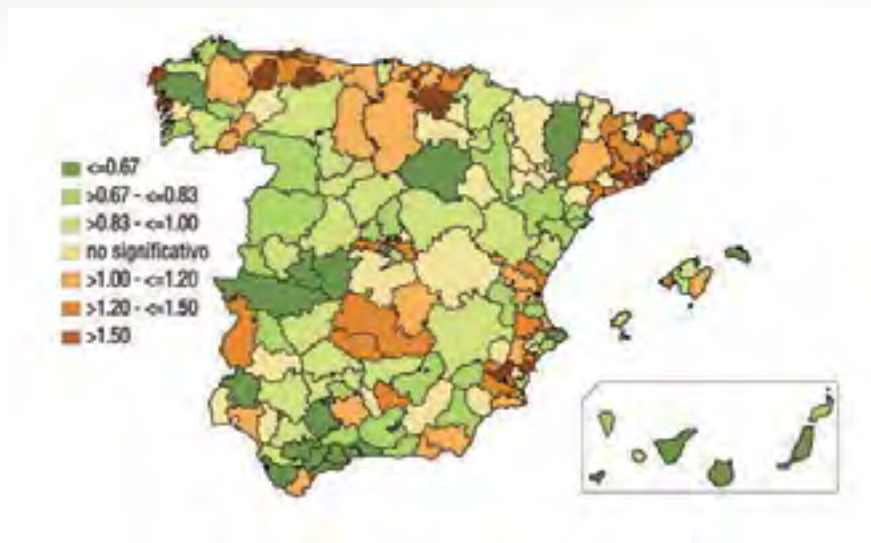 <=0.67
>0.67 - <=0.83
>0.83 - <=1.00
no significativo
>1.00 - <=1.20
>1.20 - <=1.50
>1.50